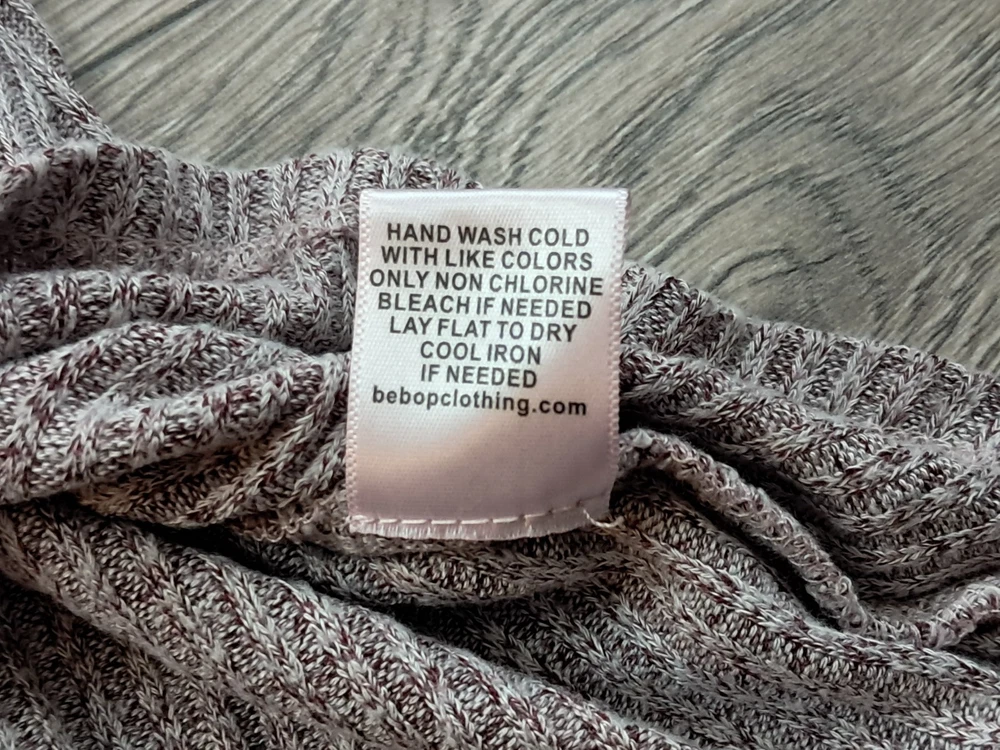 HAND WASH COLD
WITH LIKE COLORS
ONLY NON CHLORINE
BLEACH IF NEEDED
LAY FLAT TO DRY
COOL IRON
IF NEEDED
bebopclothing.com